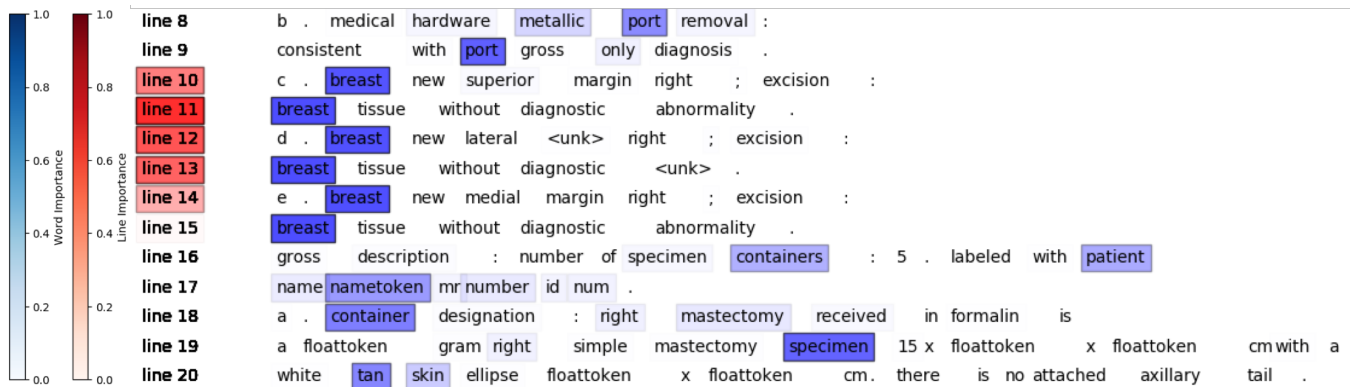 line 8 b . medical hardware metallic port removal :
line 9 consistent with port gross only diagnosis .
line 10 c . breast new superior margin right ; excision :
line 11 breast tissue without diagnostic abnormality .
line 12 d . breast new lateral <unk> right ; excision :
line 13 breast tissue without diagnostic <unk> .
line 14 e . breast new medial margin right ; excision :
line 15 breast tissue without diagnostic abnormality .
line 16 gross description : number of specimen containers : 5 . labeled with patient
line 17 name nametoken mr number id num .
line 18 a . container designation : right mastectomy received in formalin is
line 19 a floattoken gram right simple mastectomy specimen 15 x floattoken x floattoken cm with a
line 20 white tan skin ellipse floattoken x floattoken cm . there is no attached axillary tail .
1.0
0.8
0.6
0.4
0.2
0.0
Word Importance
1.0
0.8
0.6
0.4
0.2
0.0
Line Importance